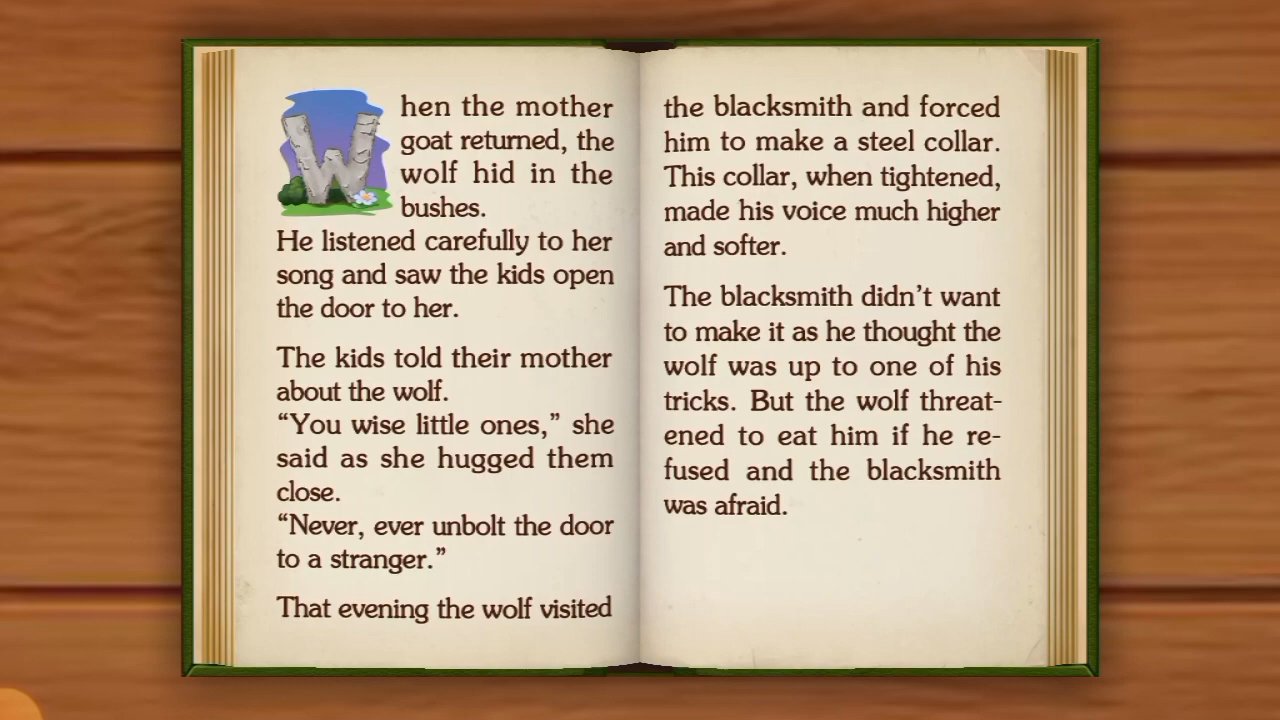 When the mother
goat returned, the
wolf hid in the
bushes.
He listened carefully to her
song and saw the kids open
the door to her.
The kids told their mother
about the wolf.
“You wise little ones,” she
said as she hugged them
close.
“Never, ever unbolt the door
to a stranger.”
That evening the wolf visited
the blacksmith and forced
him to make a steel collar.
This collar, when tightened,
made his voice much higher
and softer.
The blacksmith didn’t want
to make it as he thought the
wolf was up to one of his
tricks. But the wolf threat-
ened to eat him if he re-
fused and the blacksmith
was afraid.